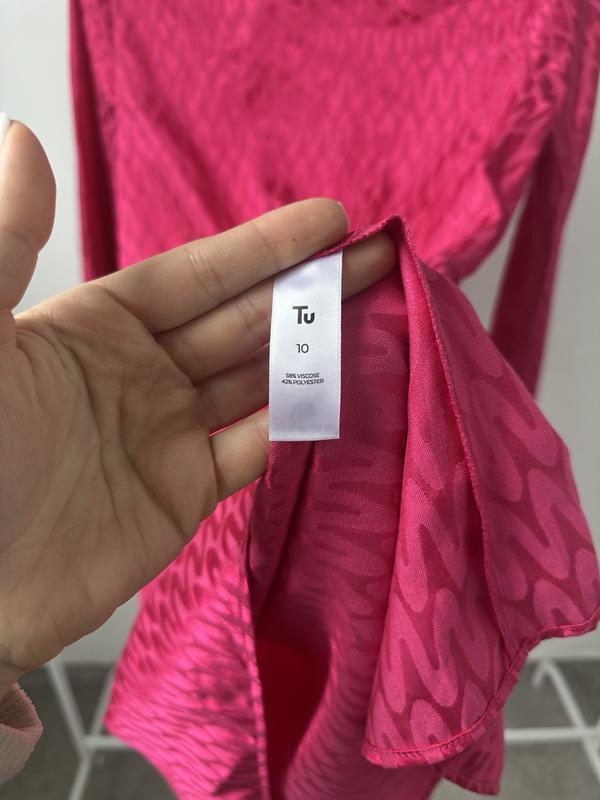 Tu
10
58% VISCOSE
42% POLYESTER